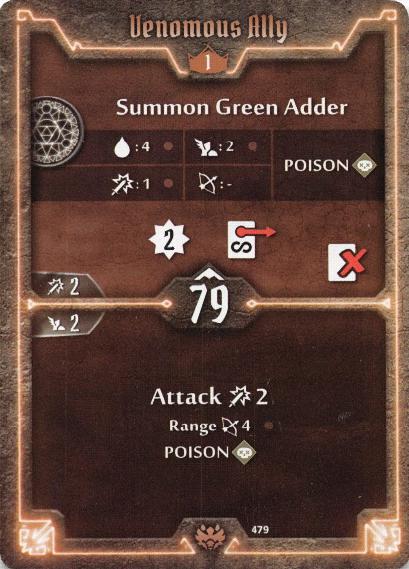 Venomous Ally
1
Summon Green Adder
: 4
: 2
POISON
: 1
: -
2
2
79
2
Attack 2
Range 4
POISON
479